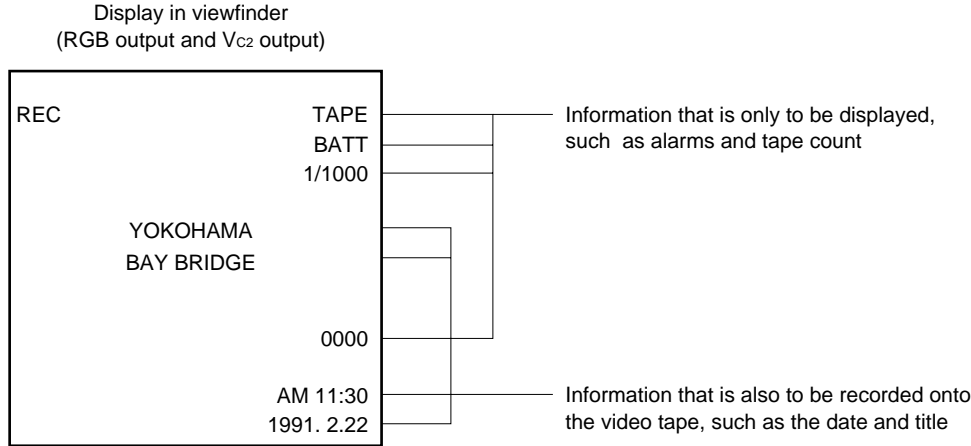 Display in viewfinder
(RGB output and VC2 output)
REC TAPE
BATT
1/1000
YOKOHAMA
BAY BRIDGE
0000
AM 11:30
1991. 2.22
Information that is only to be displayed,
such as alarms and tape count
Information that is also to be recorded onto
the video tape, such as the date and title